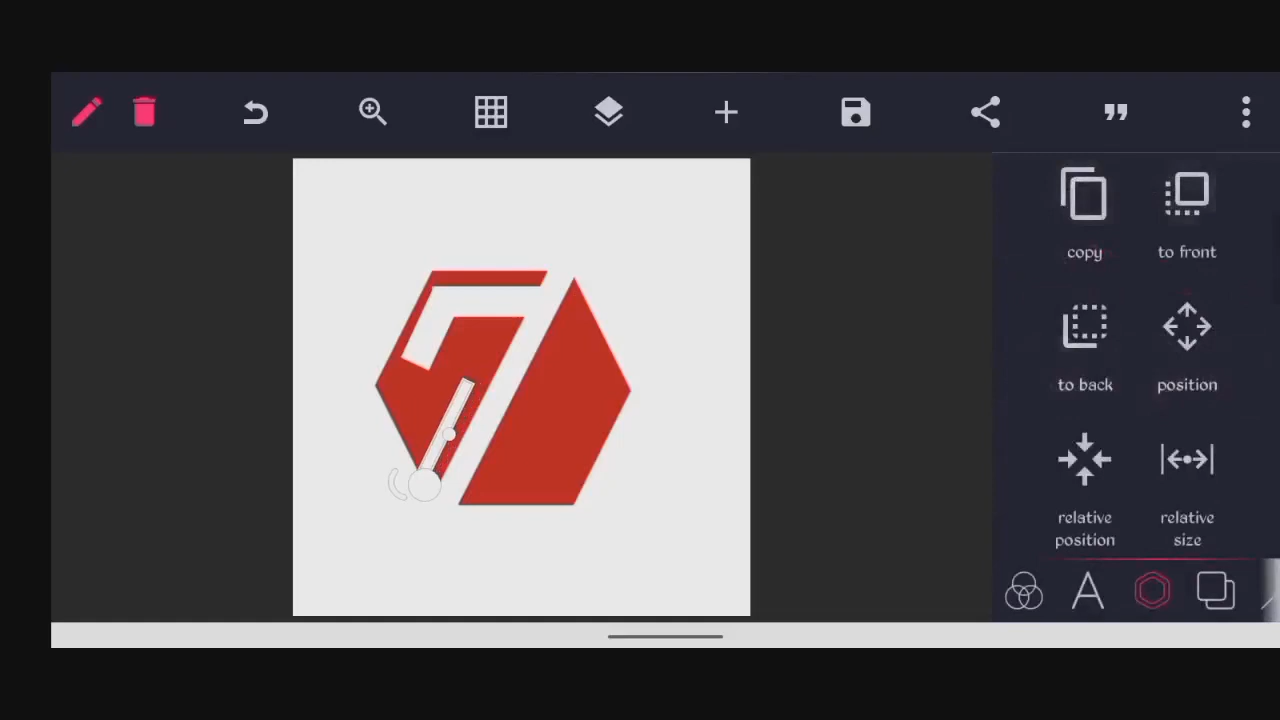 copy
to front
to back
position
relative
position
relative
size